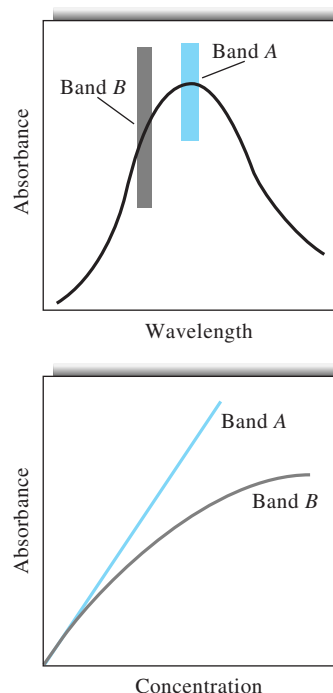 Band A
Band B
Absorbance
Wavelength
Band A
Band B
Absorbance
Concentration